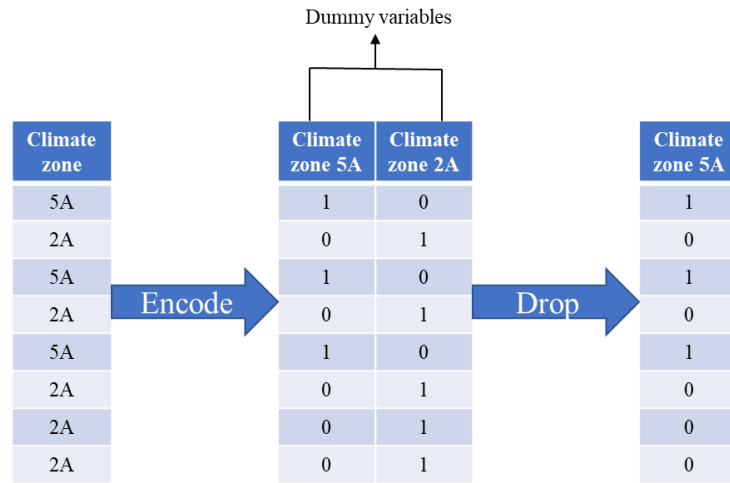 Dummy variables
Climate
zone
5A
2A
5A
2A
5A
2A
2A
2A
Encode
Climate
zone 5A
Climate
zone 2A
1 0
0 1
1 0
0 1
1 0
0 1
0 1
0 1
Drop
Climate
zone 5A
1
0
1
0
1
0
0
0